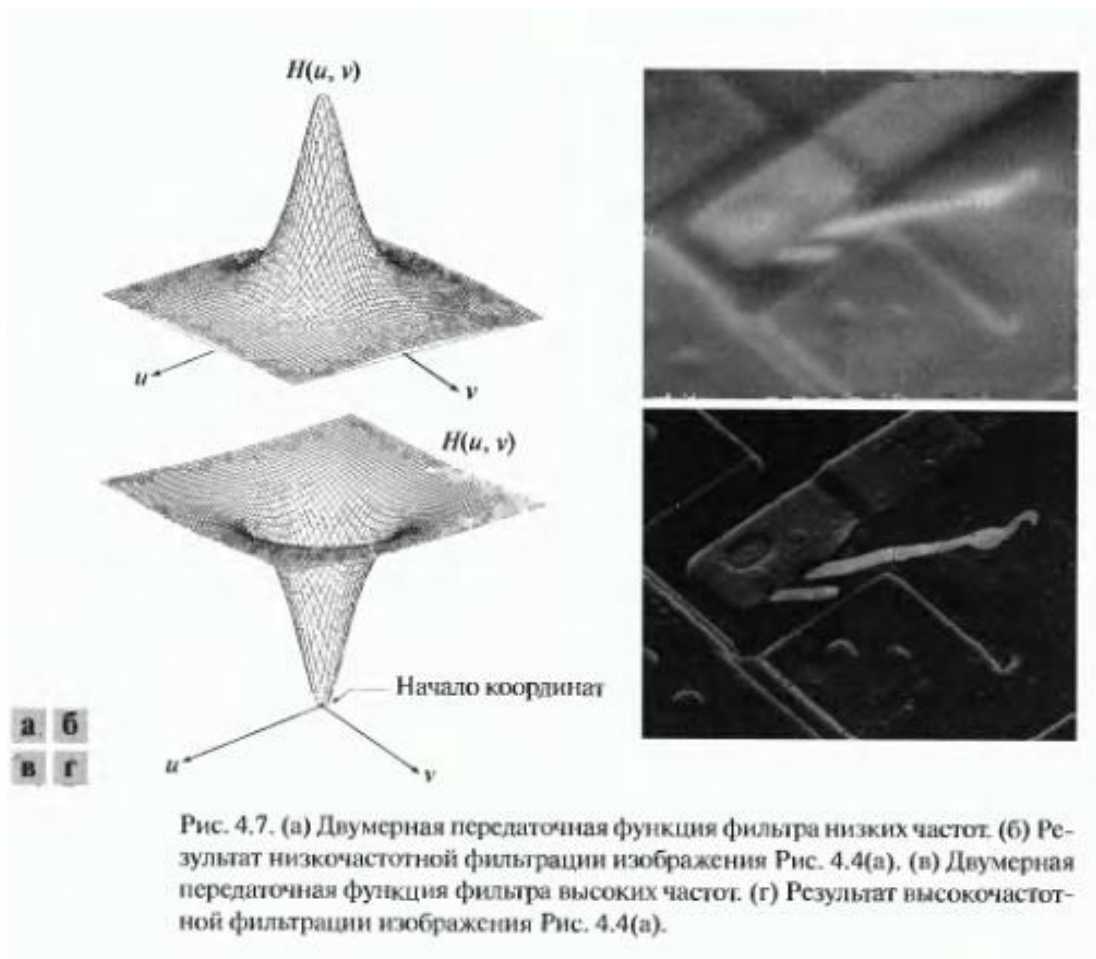 H(u, v)
u
v
H(u, v)
Начало координат
u
v
а б
в г
Рис. 4.7. (а) Двумерная передаточная функция фильтра низких частот. (б) Ре-
зультат низкочастотной фильтрации изображения Рис. 4.4(а). (в) Двумерная
передаточная функция фильтра высоких частот. (г) Результат высокочастот-
ной фильтрации изображения Рис. 4.4(а).